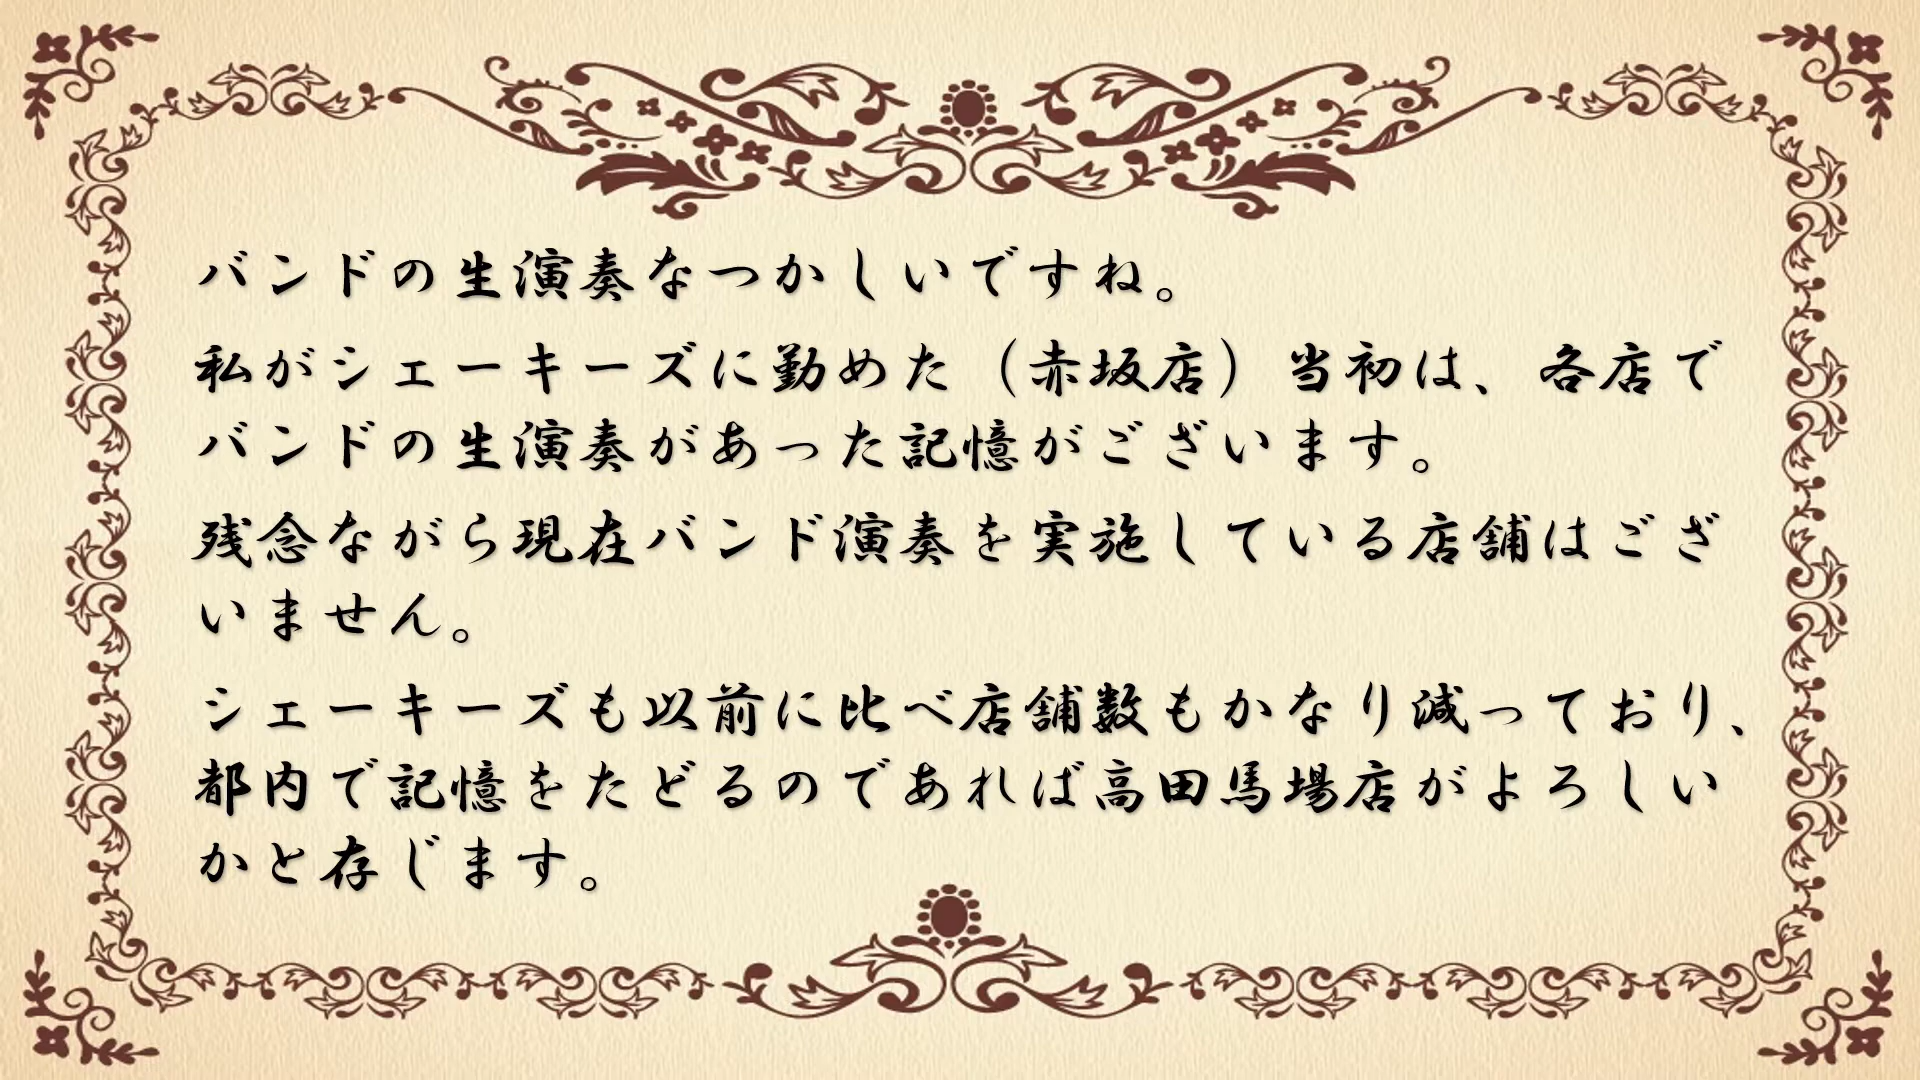 バンドの生演奏なつかしいですね。
私がシェーキーズに勤めた（赤坂店）当初は、各店で
バンドの生演奏があった記憶がございます。
残念ながら現在バンド演奏を実施している店舗はござ
いません。
シェーキーズも以前に比べ店舗数もかなり減っており、
都内で記憶をたどるのであれば高田馬場店がよろしい
かと存じます。